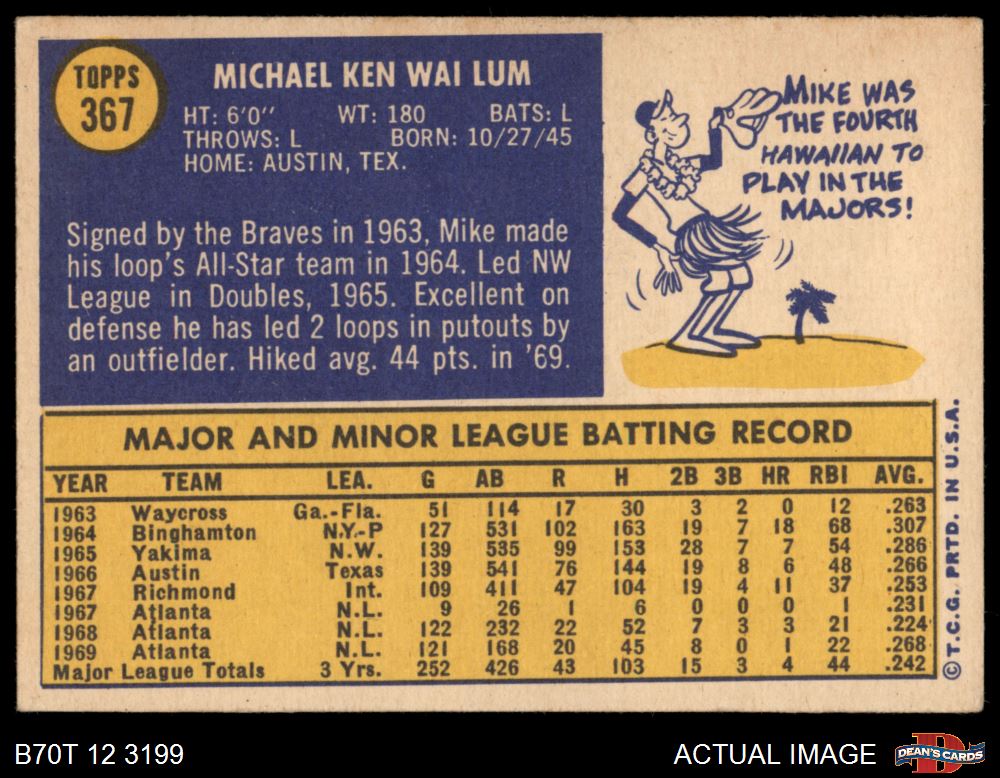 TOPPS
367
MICHAEL KEN WAI LUM
HT: 6'0" WT: 180 BATS: L
THROWS: L BORN: 10/27/45
HOME: AUSTIN, TEX.
Signed by the Braves in 1963, Mike made
his loop's All-Star team in 1964. Led NW
League in Doubles, 1965. Excellent on
defense he has led 2 loops in putouts by
an outfielder. Hiked avg. 44 pts. in '69.
MIKE WAS
THE FOURTH
HAWAIIAN TO
PLAY IN THE
MAJORS!
MAJOR AND MINOR LEAGUE BATTING RECORD
YEAR TEAM LEA. G AB R H 2B 3B HR RBI AVG.
1963 Waycross Ga.-Fla. 51 114 17 30 3 2 0 12 .263
1964 Binghamton N.Y.-P 127 531 102 163 19 7 18 68 .307
1965 Yakima N.W. 139 535 99 153 28 7 7 54 .286
1966 Austin Texas 139 541 76 144 19 8 6 48 .266
1967 Richmond Int. 109 411 47 104 19 4 11 37 .253
1967 Atlanta N.L. 9 26 1 6 0 0 0 1 .231
1968 Atlanta N.L. 122 232 22 52 7 3 3 21 .224
1969 Atlanta N.L. 121 168 20 45 8 0 1 22 .268
Major League Totals 3 Yrs. 252 426 43 103 15 3 4 44 .242
© T.C.G. PRTD. IN U.S.A.
B70T 12 3199 ACTUAL IMAGE
DEAN'S CARDS